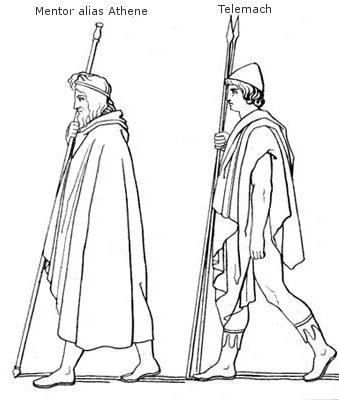 Mentor alias Athene
Telemach